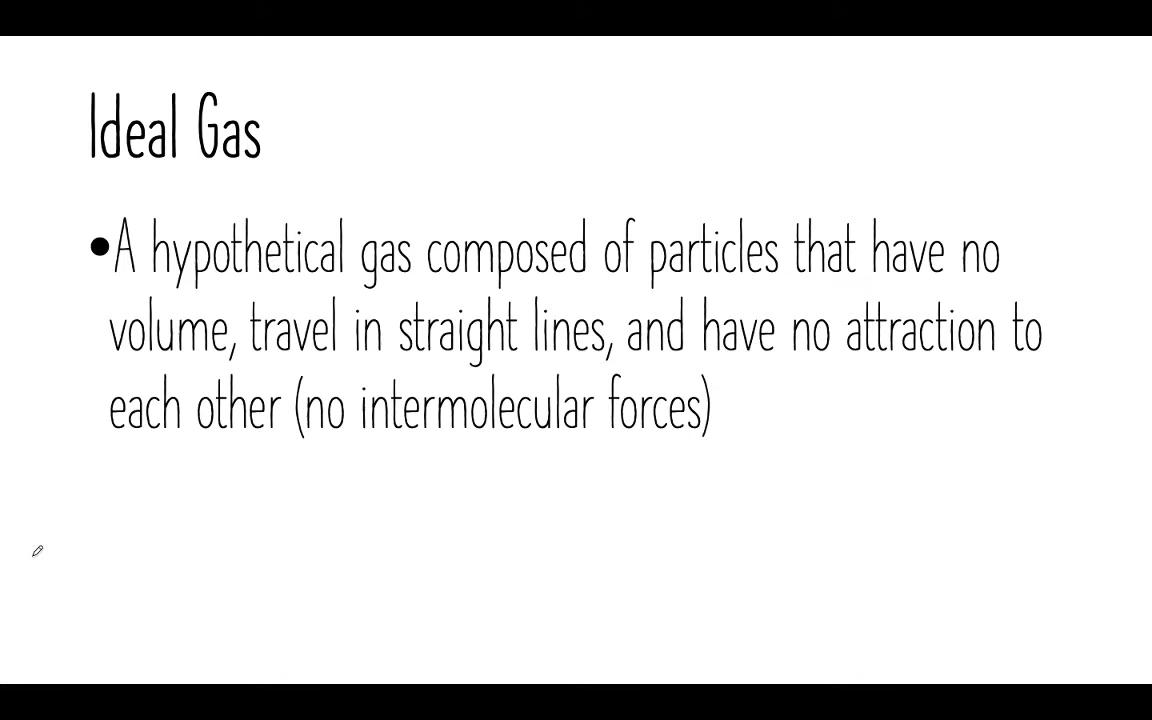 Ideal Gas
•A hypothetical gas composed of particles that have no
volume, travel in straight lines, and have no attraction to
each other (no intermolecular forces)